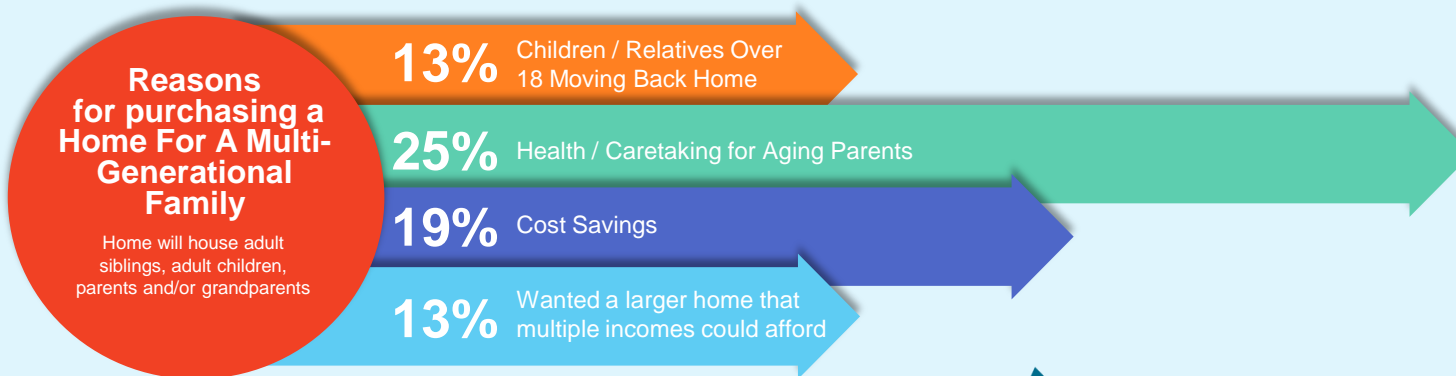 Reasons
for purchasing a
Home For A Multi-
Generational
Family
Home will house adult
siblings, adult children,
parents and/or grandparents
13%
Children / Relatives Over
18 Moving Back Home
25%
Health / Caretaking for Aging Parents
19%
Cost Savings
13%
Wanted a larger home that
multiple incomes could afford